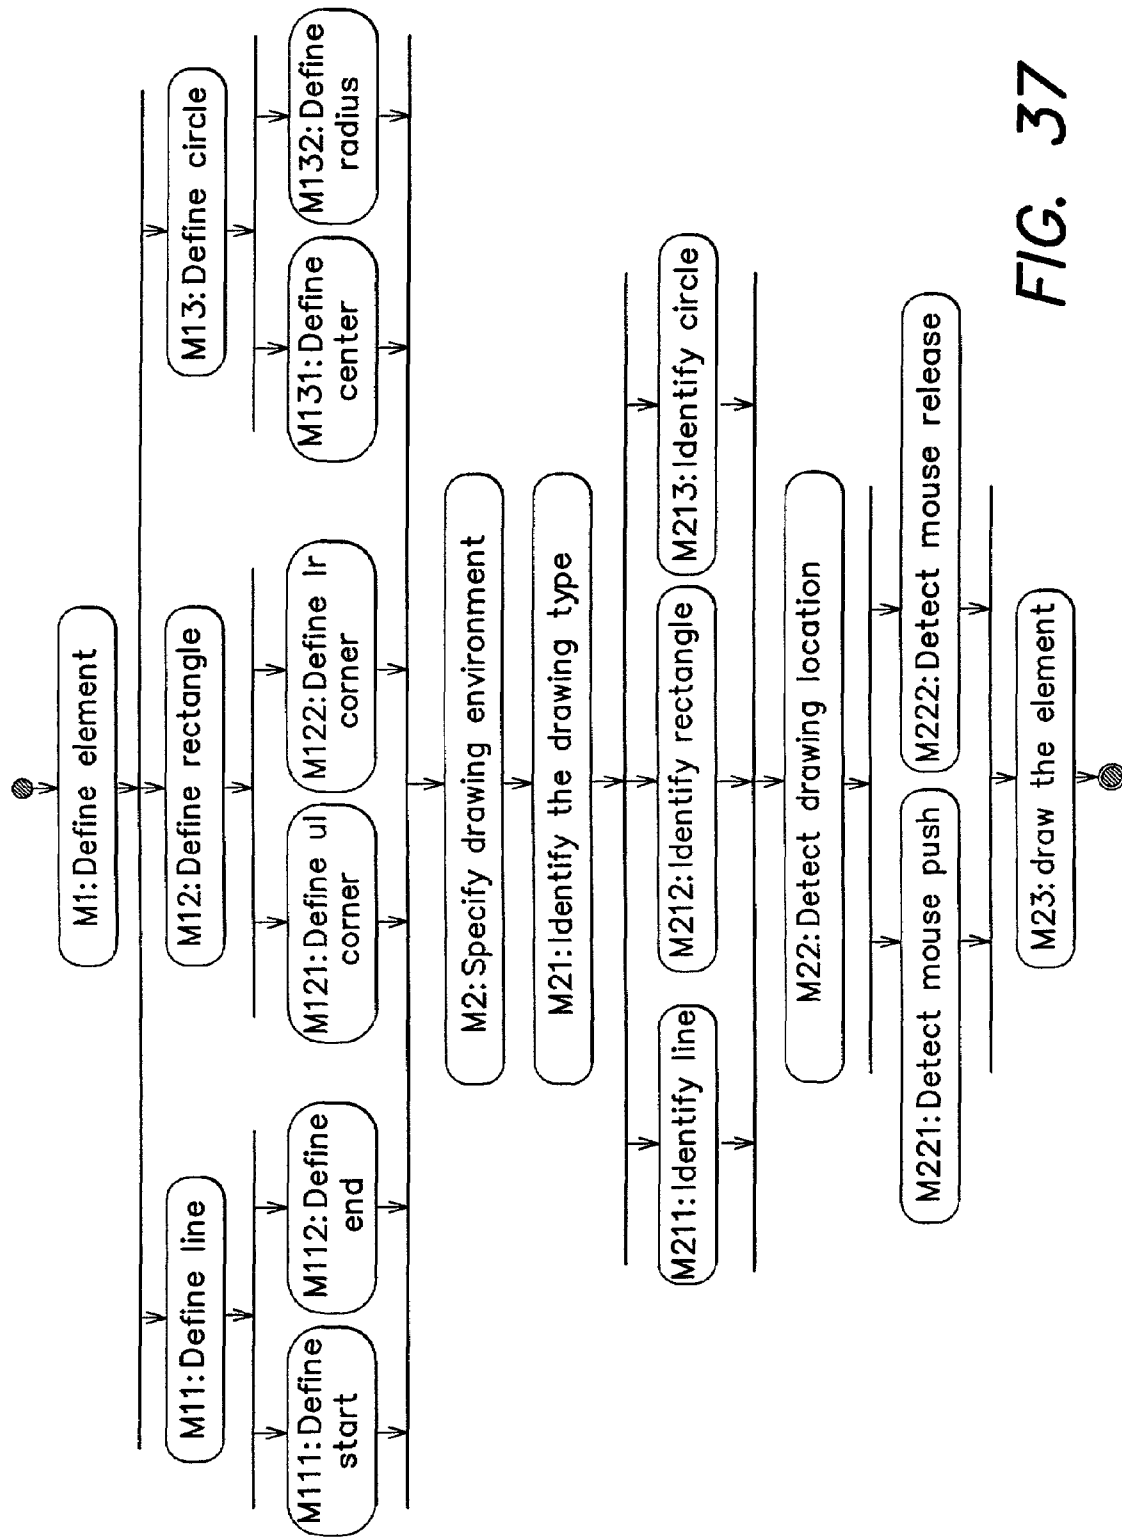 M1:Define element
M11:Define line
M12:Define rectangle
M13:Define circle
M111:Define
start
M112:Define
end
M121:Define ul
corner
M122:Define lr
corner
M131:Define
center
M132:Define
radius
M2:Specify drawing environment
M21:Identify the drawing type
M211:Identify line
M212:Identify rectangle
M213:Identify circle
M22:Detect drawing location
M221:Detect mouse push
M222:Detect mouse release
M23:draw the element
FIG. 37